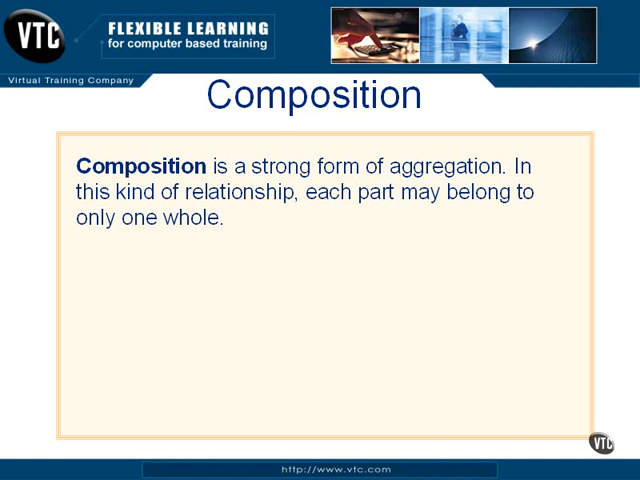 VTC
FLEXIBLE LEARNING
for computer based training
Virtual Training Company
Composition
Composition is a strong form of aggregation. In
this kind of relationship, each part may belong to
only one whole.
VTC
http://www.vtc.com